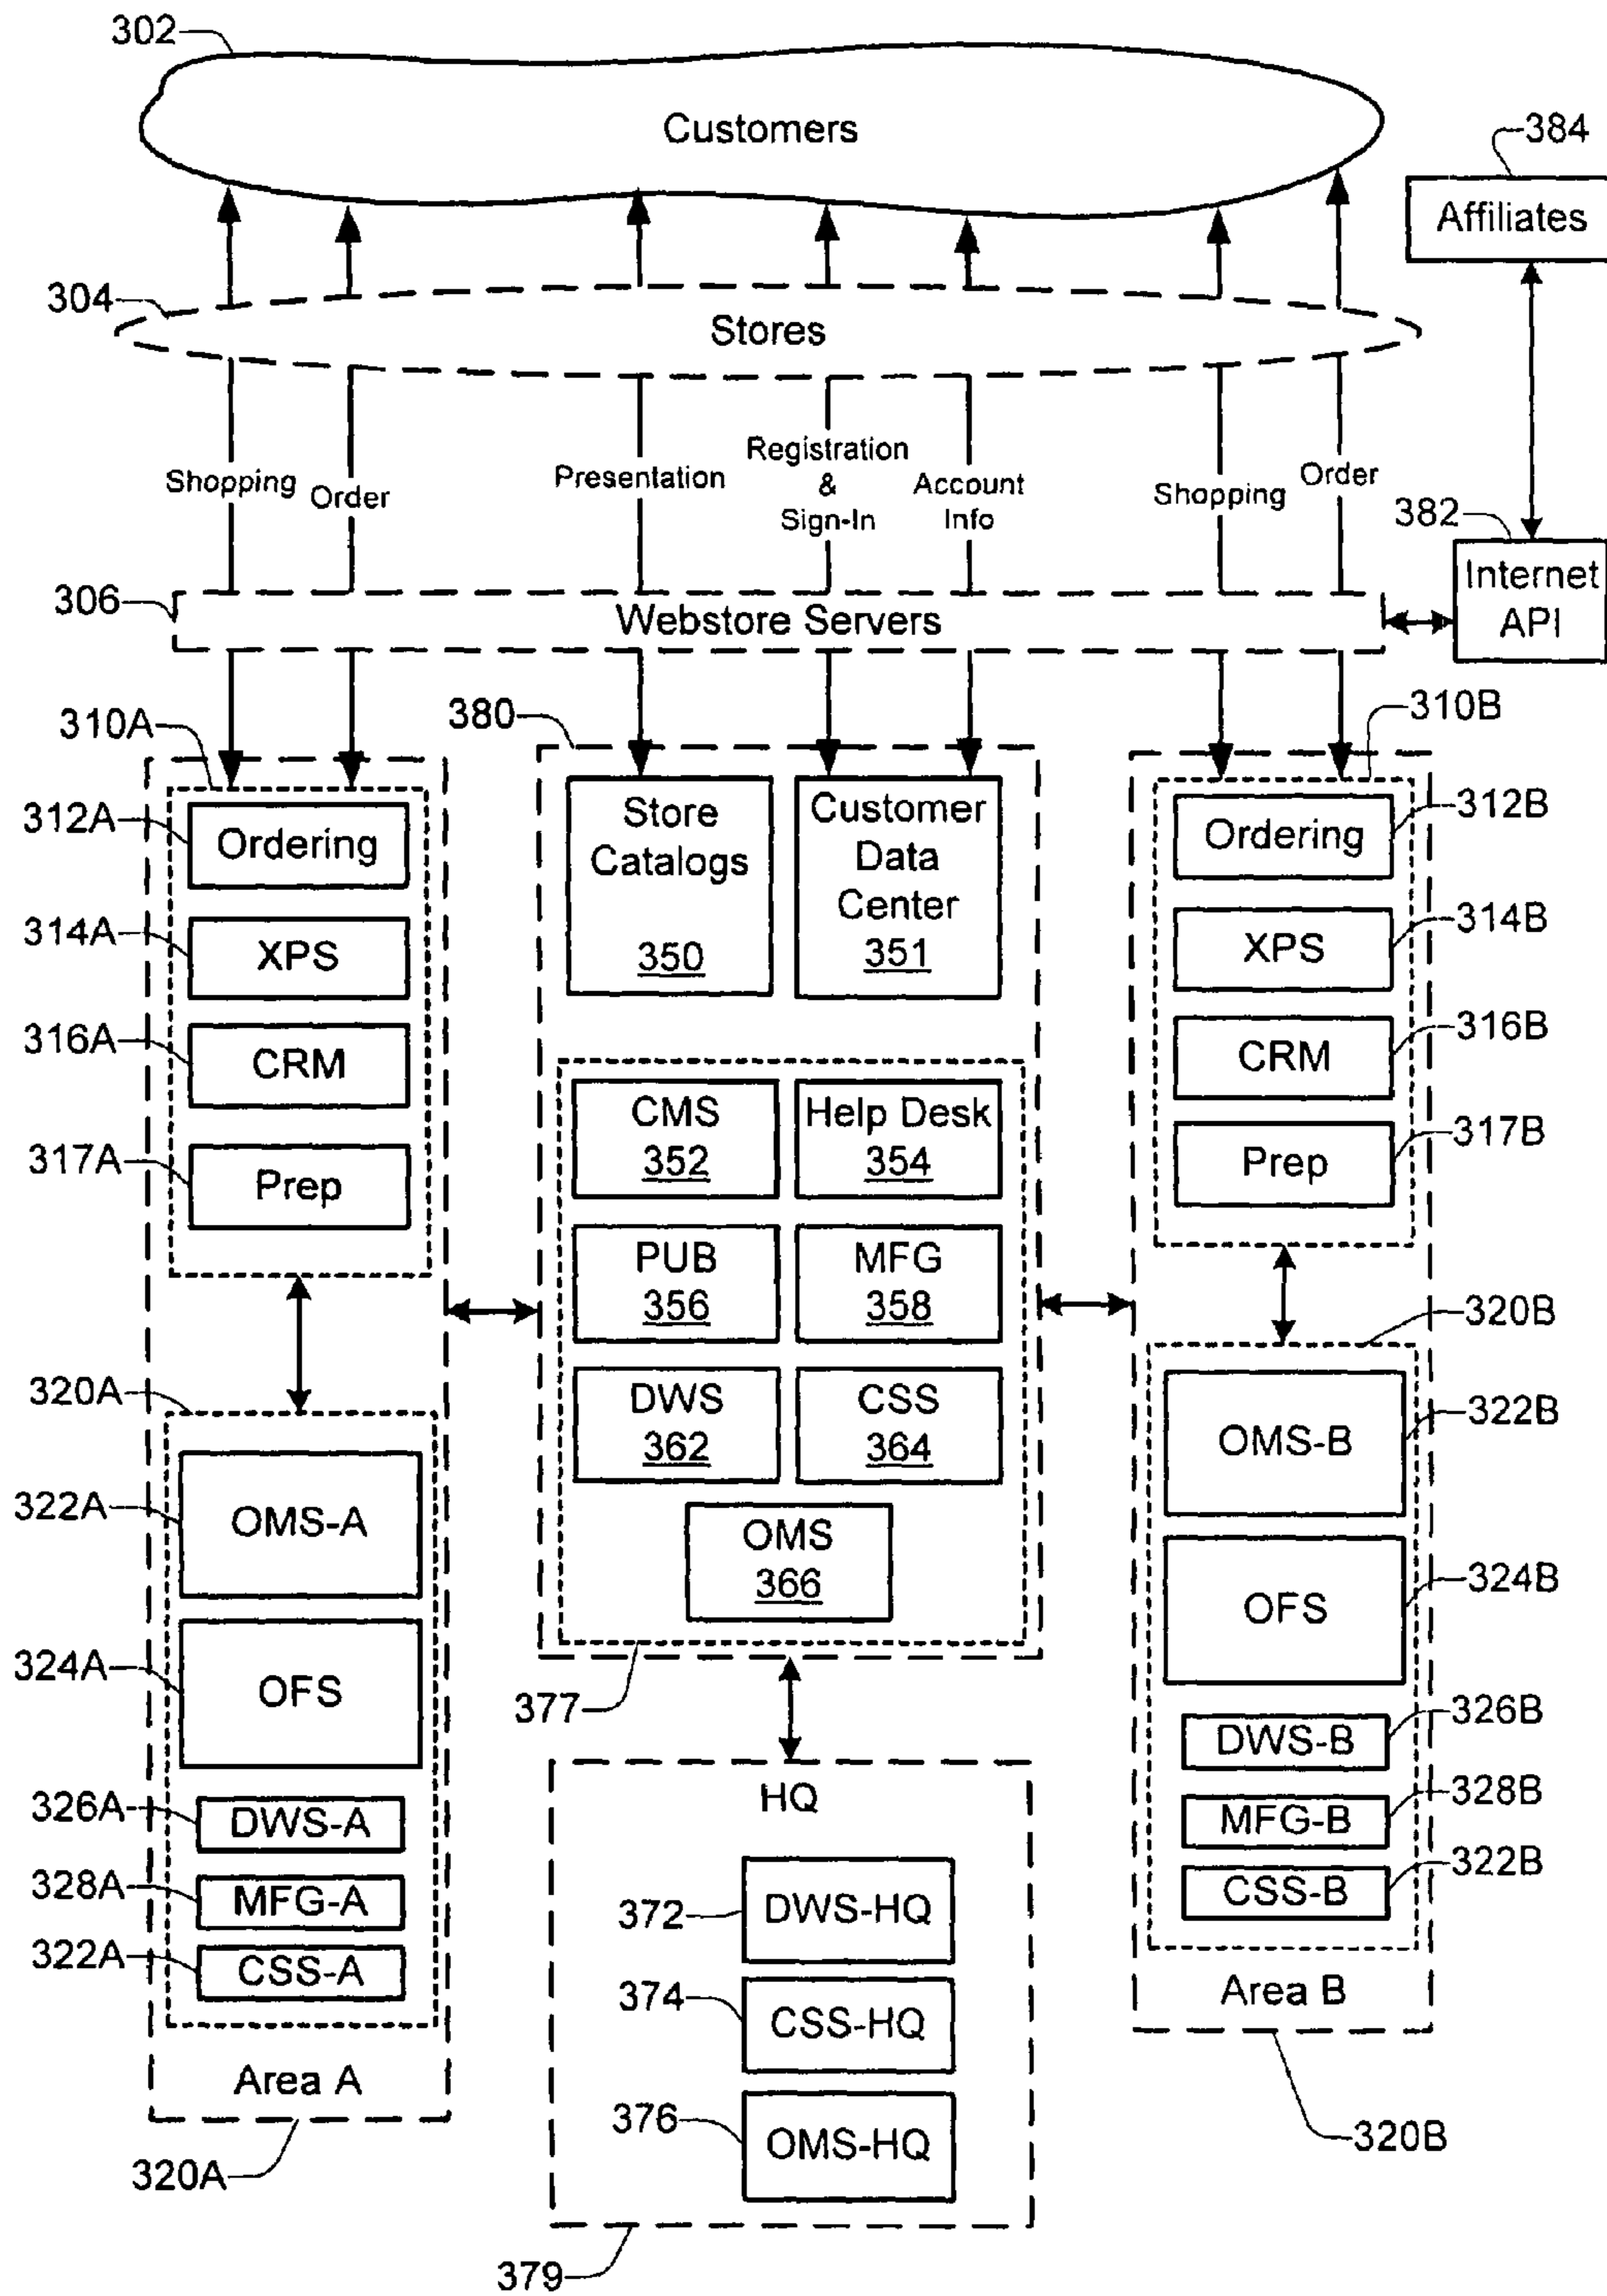 302
Customers
384
Affiliates
304
Stores
Shopping
Order
Presentation
Registration
&
Sign-In
Account
Info
Shopping
Order
382
Internet
API
306
Webstore Servers
310A
380
310B
312A
Ordering
314A
XPS
316A
CRM
317A
Prep
320A
322A
OMS-A
324A
OFS
326A
DWS-A
328A
MFG-A
322A
CSS-A
Area A
320A
Store
Catalogs
350
Customer
Data
Center
351
CMS
352
Help Desk
354
PUB
356
MFG
358
DWS
362
CSS
364
OMS
366
377
HQ
372
DWS-HQ
374
CSS-HQ
376
OMS-HQ
379
Ordering
312B
XPS
314B
CRM
316B
Prep
317B
320B
OMS-B
322B
OFS
324B
DWS-B
326B
MFG-B
328B
CSS-B
322B
Area B
320B